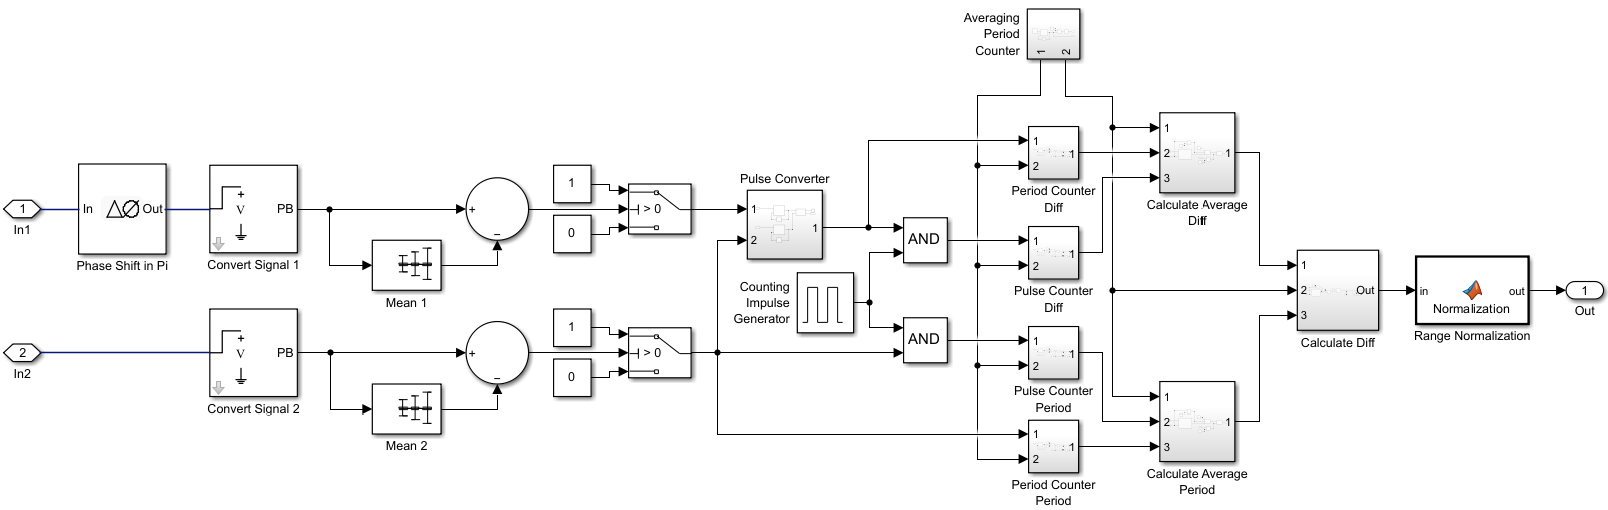 Averaging
Period
Counter
1
2
1
In1
In
Out
Phase Shift in Pi
+
V
PB
Convert Signal 1
Mean 1
+
−
1
0
> 0
Pulse Converter
1
2
1
Counting
Impulse
Generator
AND
AND
1
2
1
Period Counter
Diff
1
2
1
Pulse Counter
Diff
1
2
1
Pulse Counter
Period
1
2
1
Period Counter
Period
1
2
3
1
Calculate Average
Diff
1
2
3
1
Calculate Average
Period
1
2
3
Out
Calculate Diff
in
out
Normalization
Range Normalization
1
Out
2
In2
+
V
PB
Convert Signal 2
Mean 2
+
−
1
0
> 0